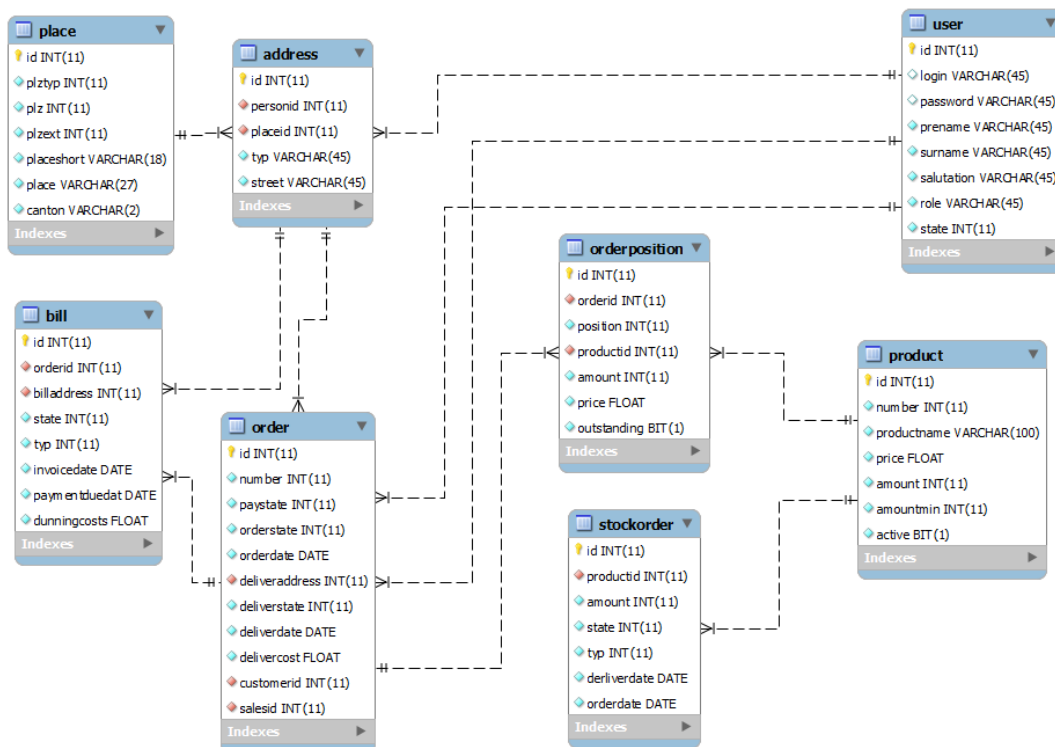 place
id INT(11)
plztyp INT(11)
plz INT(11)
plzext INT(11)
placeshort VARCHAR(18)
place VARCHAR(27)
canton VARCHAR(2)
Indexes
address
id INT(11)
personid INT(11)
placeid INT(11)
typ VARCHAR(45)
street VARCHAR(45)
Indexes
user
id INT(11)
login VARCHAR(45)
password VARCHAR(45)
prename VARCHAR(45)
surname VARCHAR(45)
salutation VARCHAR(45)
role VARCHAR(45)
state INT(11)
Indexes
orderposition
id INT(11)
orderid INT(11)
position INT(11)
productid INT(11)
amount INT(11)
price FLOAT
outstanding BIT(1)
Indexes
bill
id INT(11)
orderid INT(11)
billaddress INT(11)
state INT(11)
typ INT(11)
invoicedate DATE
paymentduedat DATE
dunningcosts FLOAT
Indexes
product
id INT(11)
number INT(11)
productname VARCHAR(100)
price FLOAT
amount INT(11)
amountmin INT(11)
active BIT(1)
Indexes
order
id INT(11)
number INT(11)
paystate INT(11)
orderstate INT(11)
orderdate DATE
deliveraddress INT(11)
deliverstate INT(11)
deliverdate DATE
delivercost FLOAT
customerid INT(11)
salesid INT(11)
Indexes
stockorder
id INT(11)
productid INT(11)
amount INT(11)
state INT(11)
typ INT(11)
derliverdate DATE
orderdate DATE
Indexes